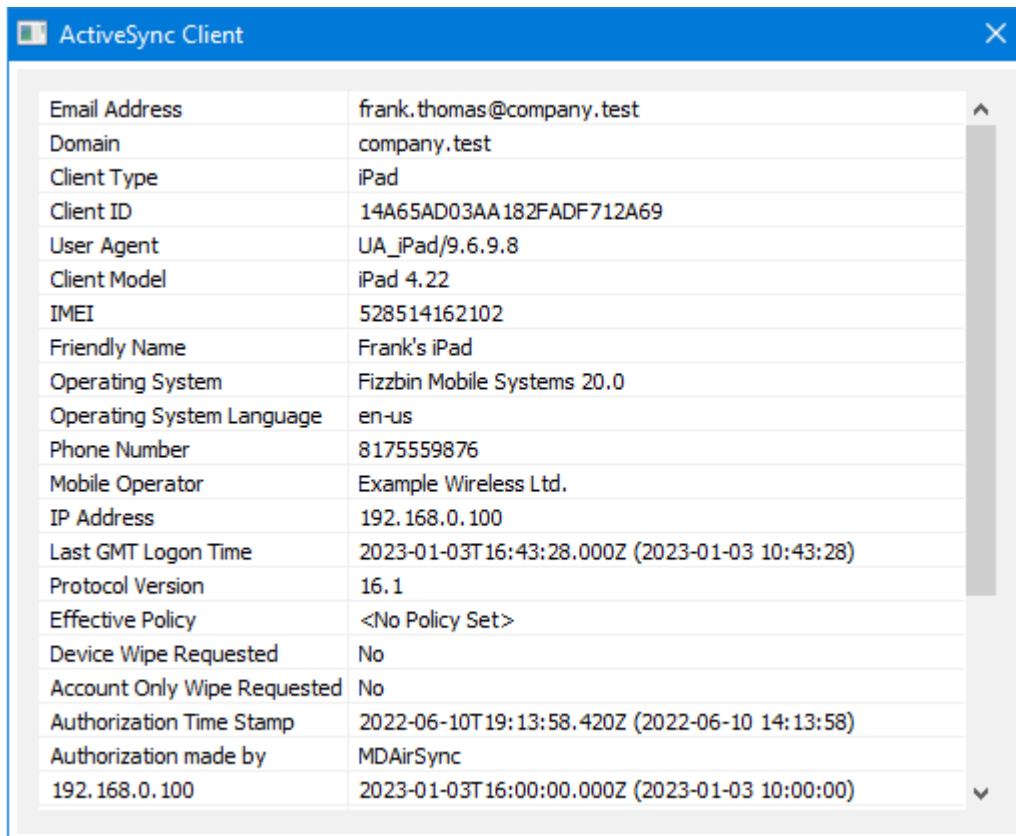 ActiveSync Client
Email Address frank.thomas@company.test
Domain company.test
Client Type iPad
Client ID 14A65AD03AA182FADF712A69
User Agent UA_iPad/9.6.9.8
Client Model iPad 4.22
IMEI 528514162102
Friendly Name Frank's iPad
Operating System Fizzbin Mobile Systems 20.0
Operating System Language en-us
Phone Number 8175559876
Mobile Operator Example Wireless Ltd.
IP Address 192.168.0.100
Last GMT Logon Time 2023-01-03T16:43:28.000Z (2023-01-03 10:43:28)
Protocol Version 16.1
Effective Policy <No Policy Set>
Device Wipe Requested No
Account Only Wipe Requested No
Authorization Time Stamp 2022-06-10T19:13:58.420Z (2022-06-10 14:13:58)
Authorization made by MDAirSync
192.168.0.100 2023-01-03T16:00:00.000Z (2023-01-03 10:00:00)